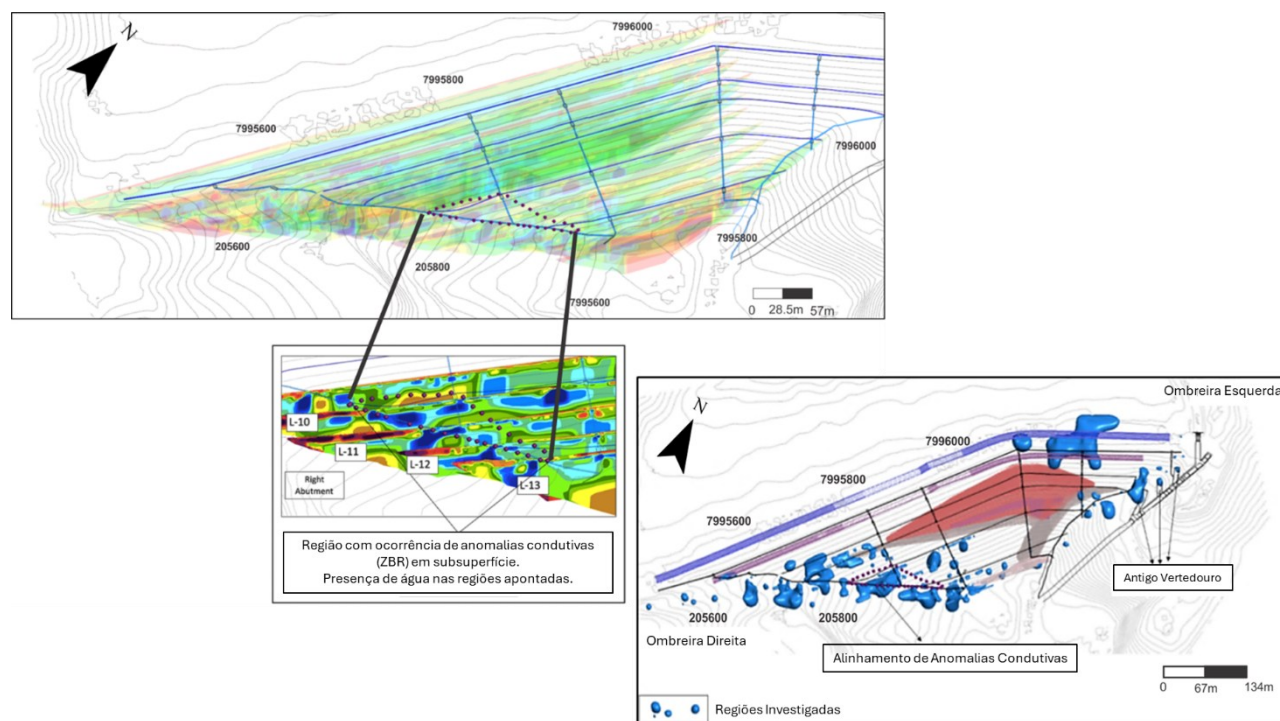 N
7996000
7995800
7995600
7996000
205600
205800
7995800
7995600
0 28.5m 57m
L-10
L-11
L-12
L-13
Right
Abutment
Região com ocorrência de anomalias condutivas
(ZBR) em subsuperfície.
Presença de água nas regiões apontadas.
Ombreira Esquerda
N
7996000
7995800
7995600
Antigo Vertedouro
205600
205800
Ombreira Direita
Alinhamento de Anomalias Condutivas
0 67m 134m
Regiões Investigadas